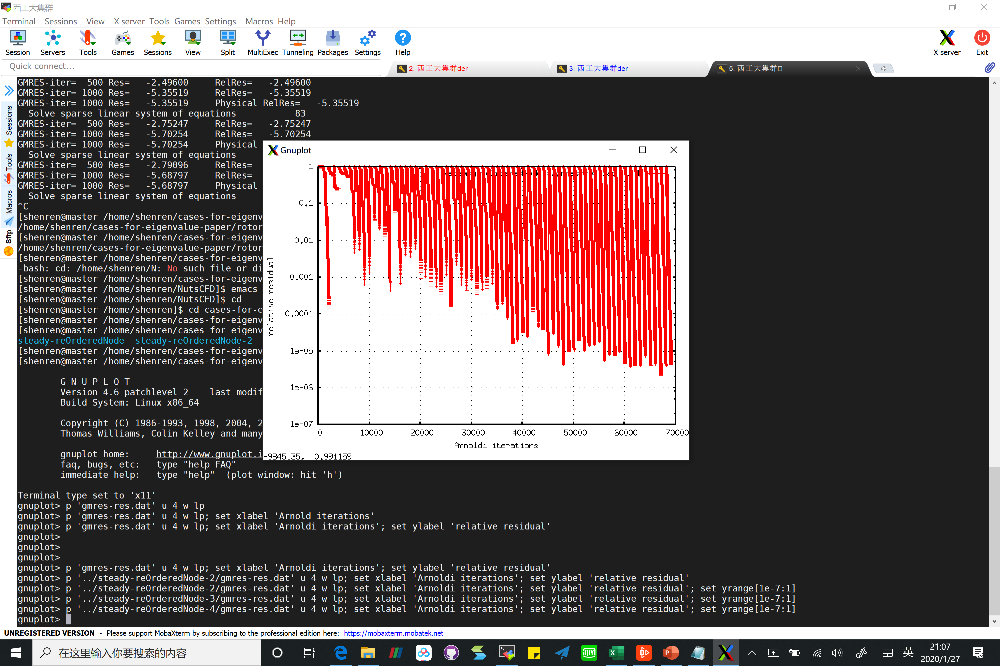 西工大集群
Terminal Sessions View X server Tools Games Settings Macros Help
Session Servers Tools Games Sessions View Split MultiExec Tunneling Packages Settings Help X server Exit
Quick connect...
2. 西工大集群der
3. 西工大集群der
5. 西工大集群
Sessions
Tools
Macros
Sftp
GMRES-iter=  500 Res=   -2.49600     RelRes=   -2.49600
GMRES-iter= 1000 Res=   -5.35519     RelRes=   -5.35519
GMRES-iter= 1000 Res=   -5.35519     Physical RelRes=   -5.35519
Solve sparse linear system of equations           83
GMRES-iter=  500 Res=   -2.75247     RelRes=   -2.75247
GMRES-iter= 1000 Res=   -5.70254     RelRes=   -5.70254
GMRES-iter= 1000 Res=   -5.70254     Physical
Solve sparse linear system of equations
GMRES-iter=  500 Res=   -2.79096     RelRes=
GMRES-iter= 1000 Res=   -5.68797     RelRes=
GMRES-iter= 1000 Res=   -5.68797     Physical
Solve sparse linear system of equations
^C
[shenren@master /home/shenren/cases-for-eigenv
/home/shenren/cases-for-eigenvalue-paper/rotor
[shenren@master /home/shenren/cases-for-eigenv
/home/shenren/cases-for-eigenvalue-paper/rotor
[shenren@master /home/shenren/cases-for-eigenv
-bash: cd: /home/shenren/N: No such file or di
[shenren@master /home/shenren/cases-for-eigenv
[shenren@master /home/shenren/NutsCFD]$ emacs
[shenren@master /home/shenren/NutsCFD]$ cd
[shenren@master /home/shenren]$ cd cases-for-e
[shenren@master /home/shenren/cases-for-eigenv
[shenren@master /home/shenren/cases-for-eigenv
steady-reOrderedNode  steady-reOrderedNode-2
[shenren@master /home/shenren/cases-for-eigenv
[shenren@master /home/shenren/cases-for-eigenv
G N U P L O T
Version 4.6 patchlevel 2    last modif
Build System: Linux x86_64
Copyright (C) 1986-1993, 1998, 2004, 2
Thomas Williams, Colin Kelley and many
gnuplot home:     http://www.gnuplot.i
faq, bugs, etc:   type "help FAQ"
immediate help:   type "help"  (plot window: hit 'h')
Terminal type set to 'x11'
gnuplot> p 'gmres-res.dat' u 4 w lp
gnuplot> p 'gmres-res.dat' u 4 w lp; set xlabel 'Arnold iterations'
gnuplot> p 'gmres-res.dat' u 4 w lp; set xlabel 'Arnoldi iterations'; set ylabel 'relative residual'
gnuplot>
gnuplot>
gnuplot>
gnuplot> p 'gmres-res.dat' u 4 w lp; set xlabel 'Arnoldi iterations'; set ylabel 'relative residual'
gnuplot> p '../steady-reOrderedNode-2/gmres-res.dat' u 4 w lp; set xlabel 'Arnoldi iterations'; set ylabel 'relative residual'
gnuplot> p '../steady-reOrderedNode-2/gmres-res.dat' u 4 w lp; set xlabel 'Arnoldi iterations'; set ylabel 'relative residual'; set yrange[1e-7:1]
gnuplot> p '../steady-reOrderedNode-3/gmres-res.dat' u 4 w lp; set xlabel 'Arnoldi iterations'; set ylabel 'relative residual'; set yrange[1e-7:1]
gnuplot> p '../steady-reOrderedNode-4/gmres-res.dat' u 4 w lp; set xlabel 'Arnoldi iterations'; set ylabel 'relative residual'; set yrange[1e-7:1]
gnuplot>
Gnuplot
1
0.1
0.01
0.001
0.0001
1e-05
1e-06
1e-07
relative residual
0 10000 20000 30000 40000 50000 60000 70000
Arnoldi iterations
-9845.35,  0.991159
UNREGISTERED VERSION  -  Please support MobaXterm by subscribing to the professional edition here:  https://mobaxterm.mobatek.net
在这里输入你要搜索的内容
英
21:07
2020/1/27